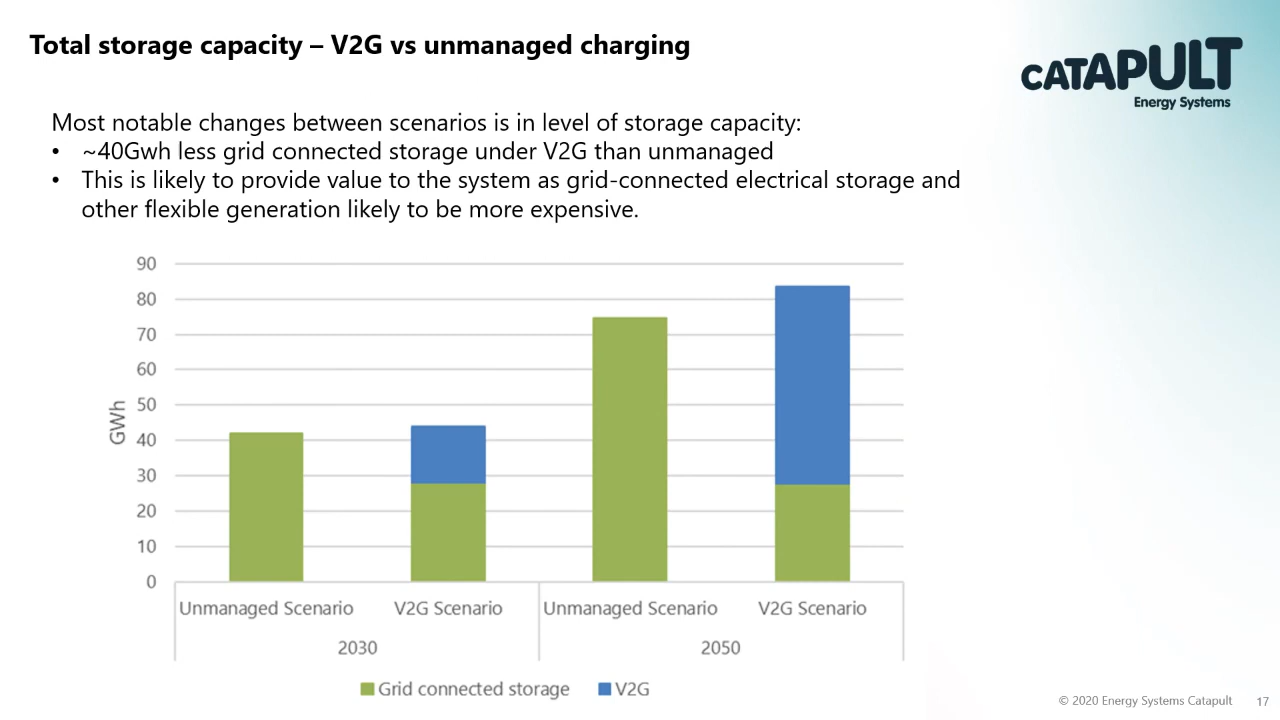 Total storage capacity – V2G vs unmanaged charging
CATAPULT
Energy Systems
Most notable changes between scenarios is in level of storage capacity:
• ~40Gwh less grid connected storage under V2G than unmanaged
• This is likely to provide value to the system as grid-connected electrical storage and
other flexible generation likely to be more expensive.
90
80
70
60
50
40
30
20
10
0
GWh
Unmanaged Scenario V2G Scenario Unmanaged Scenario V2G Scenario
2030 2050
Grid connected storage V2G
© 2020 Energy Systems Catapult 17